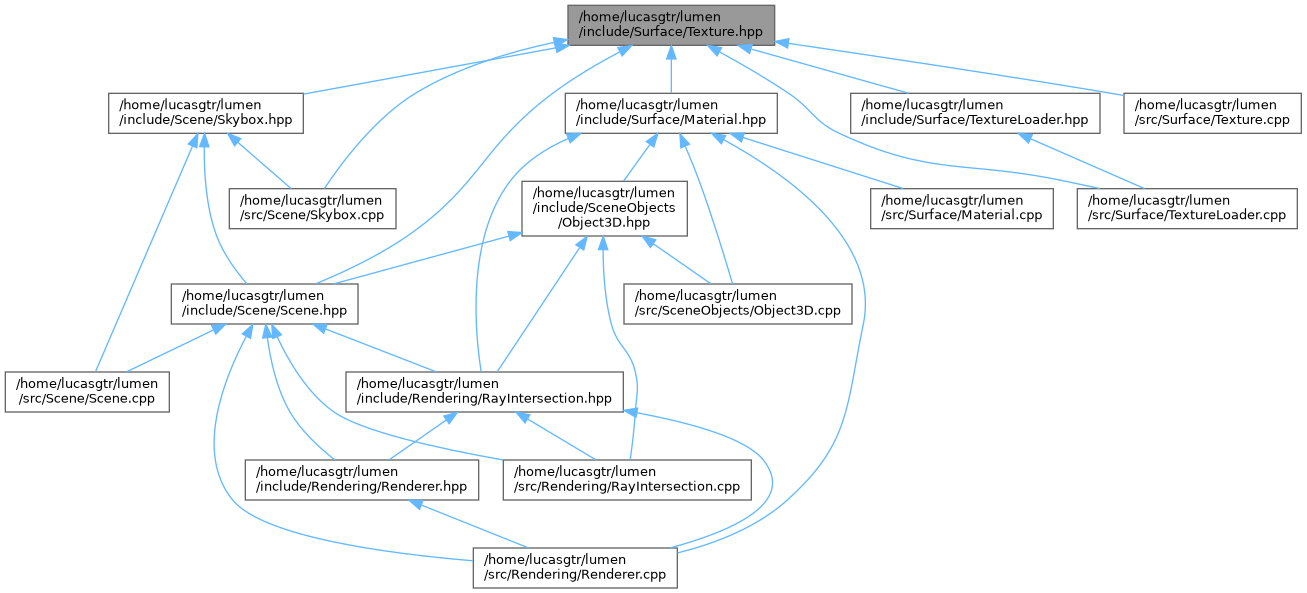 /home/lucasgtr/lumen
/include/Surface/Texture.hpp
/home/lucasgtr/lumen
/include/Scene/Skybox.hpp
/home/lucasgtr/lumen
/include/Surface/Material.hpp
/home/lucasgtr/lumen
/include/Surface/TextureLoader.hpp
/home/lucasgtr/lumen
/src/Surface/Texture.cpp
/home/lucasgtr/lumen
/src/Scene/Skybox.cpp
/home/lucasgtr/lumen
/include/SceneObjects
/Object3D.hpp
/home/lucasgtr/lumen
/src/Surface/Material.cpp
/home/lucasgtr/lumen
/src/Surface/TextureLoader.cpp
/home/lucasgtr/lumen
/include/Scene/Scene.hpp
/home/lucasgtr/lumen
/src/SceneObjects/Object3D.cpp
/home/lucasgtr/lumen
/src/Scene/Scene.cpp
/home/lucasgtr/lumen
/include/Rendering/RayIntersection.hpp
/home/lucasgtr/lumen
/include/Rendering/Renderer.hpp
/home/lucasgtr/lumen
/src/Rendering/RayIntersection.cpp
/home/lucasgtr/lumen
/src/Rendering/Renderer.cpp